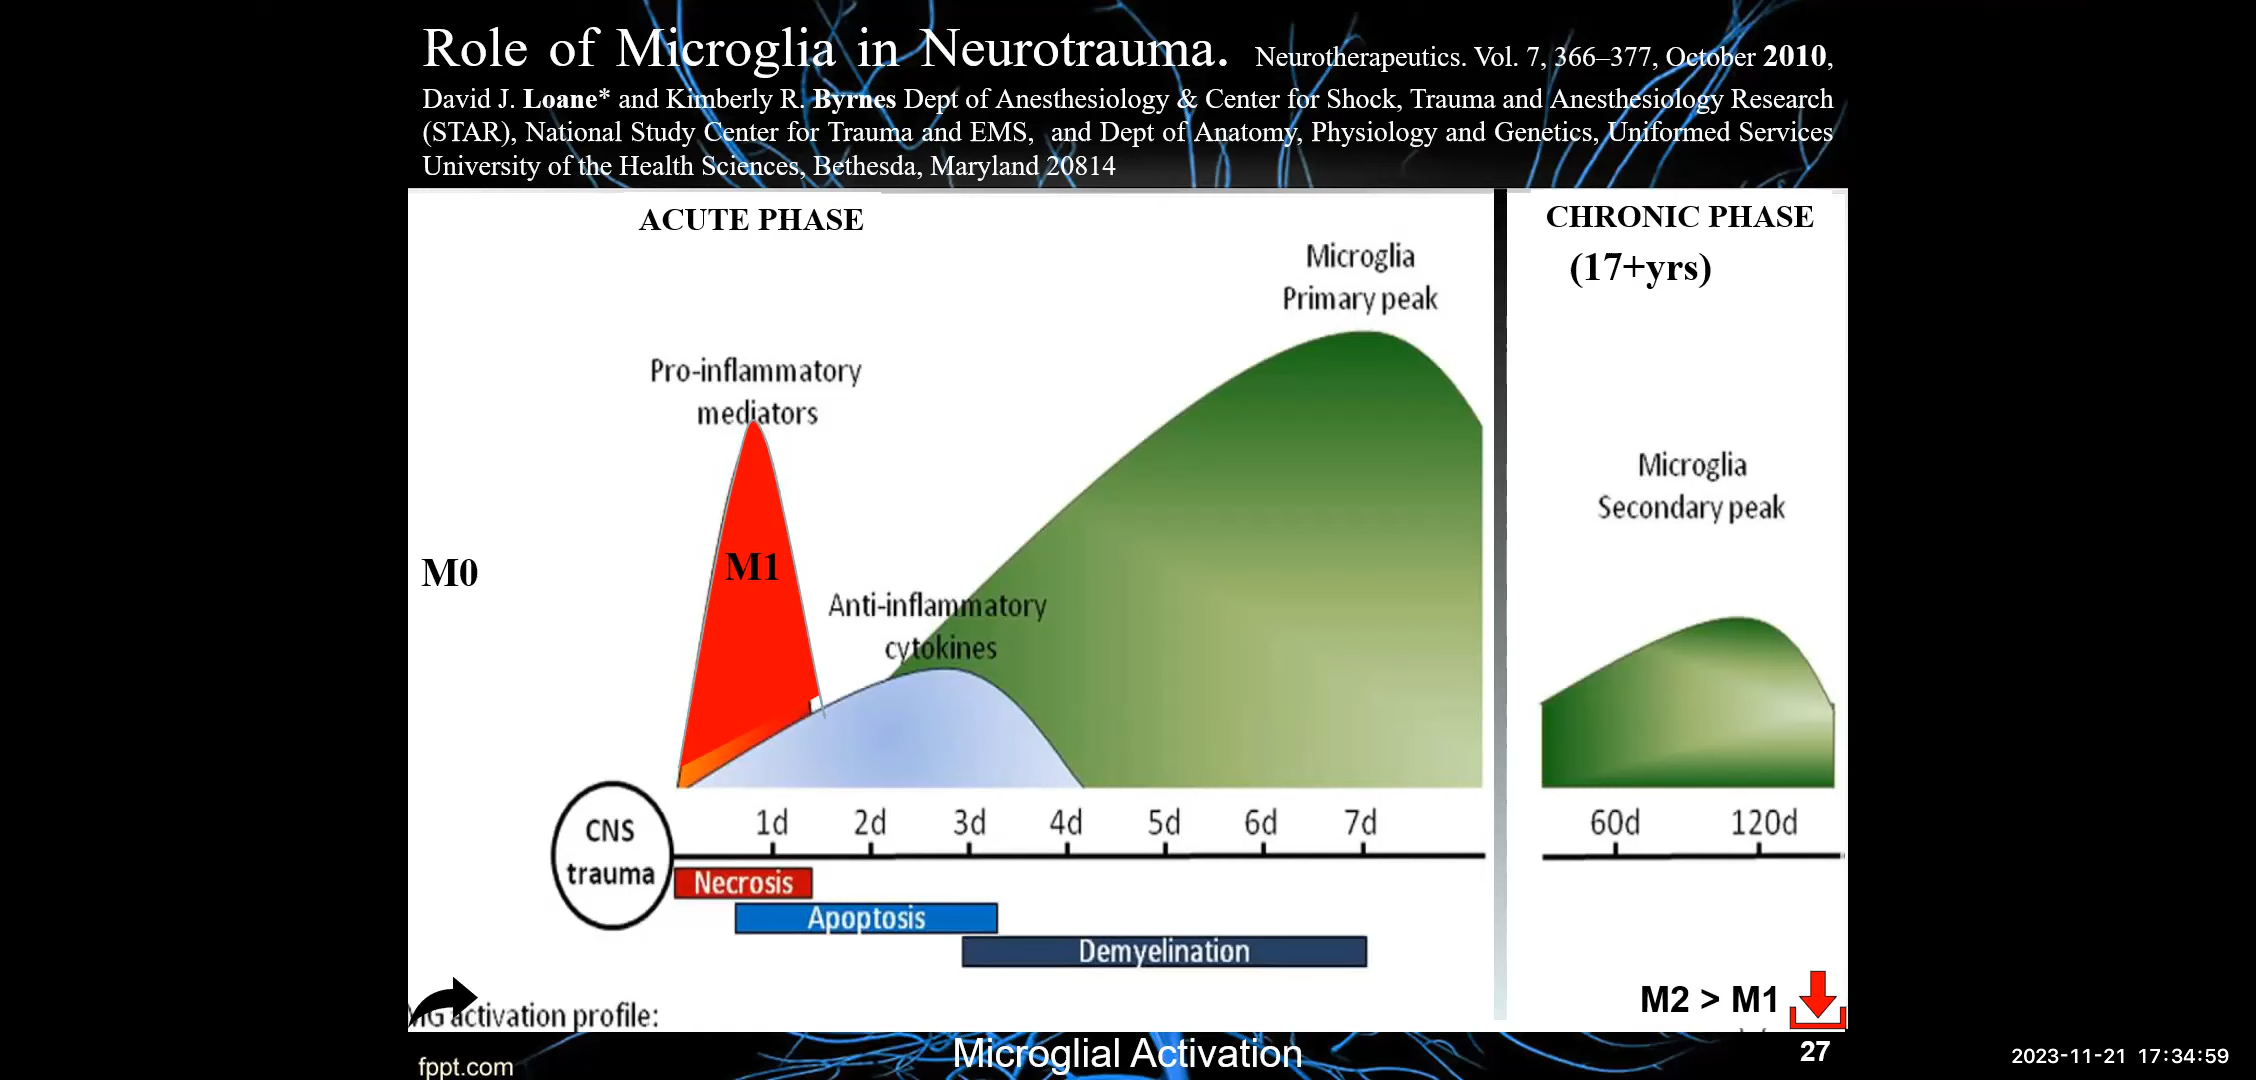 Role of Microglia in Neurotrauma. Neurotherapeutics. Vol. 7, 366–377, October 2010,
David J. Loane* and Kimberly R. Byrnes Dept of Anesthesiology & Center for Shock, Trauma and Anesthesiology Research
(STAR), National Study Center for Trauma and EMS, and Dept of Anatomy, Physiology and Genetics, Uniformed Services
University of the Health Sciences, Bethesda, Maryland 20814
ACUTE PHASE
CHRONIC PHASE
(17+yrs)
Microglia
Primary peak
Pro-inflammatory
mediators
Microglia
Secondary peak
M0
M1
Anti-inflammatory
cytokines
CNS
trauma
1d 2d 3d 4d 5d 6d 7d
60d 120d
Necrosis
Apoptosis
Demyelination
M2 > M1
MG activation profile:
Microglial Activation
27
fppt.com
2023-11-21 17:34:59